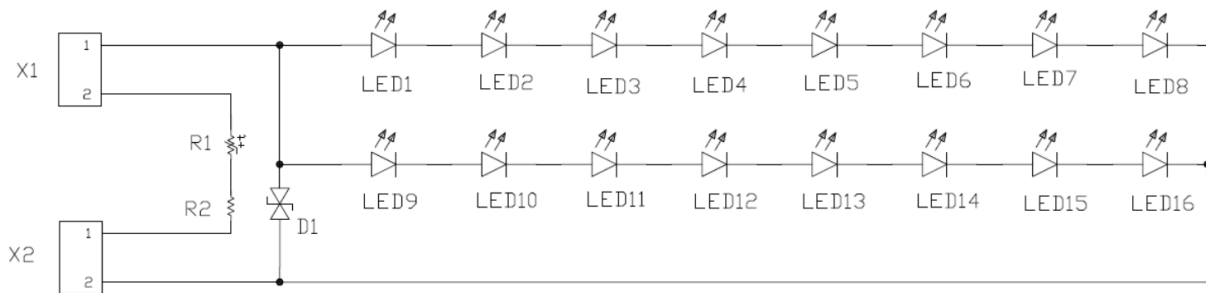 1
X1
2
LED1 LED2 LED3 LED4 LED5 LED6 LED7 LED8
R1 +t
R2
LED9 LED10 LED11 LED12 LED13 LED14 LED15 LED16
D1
1
X2
2